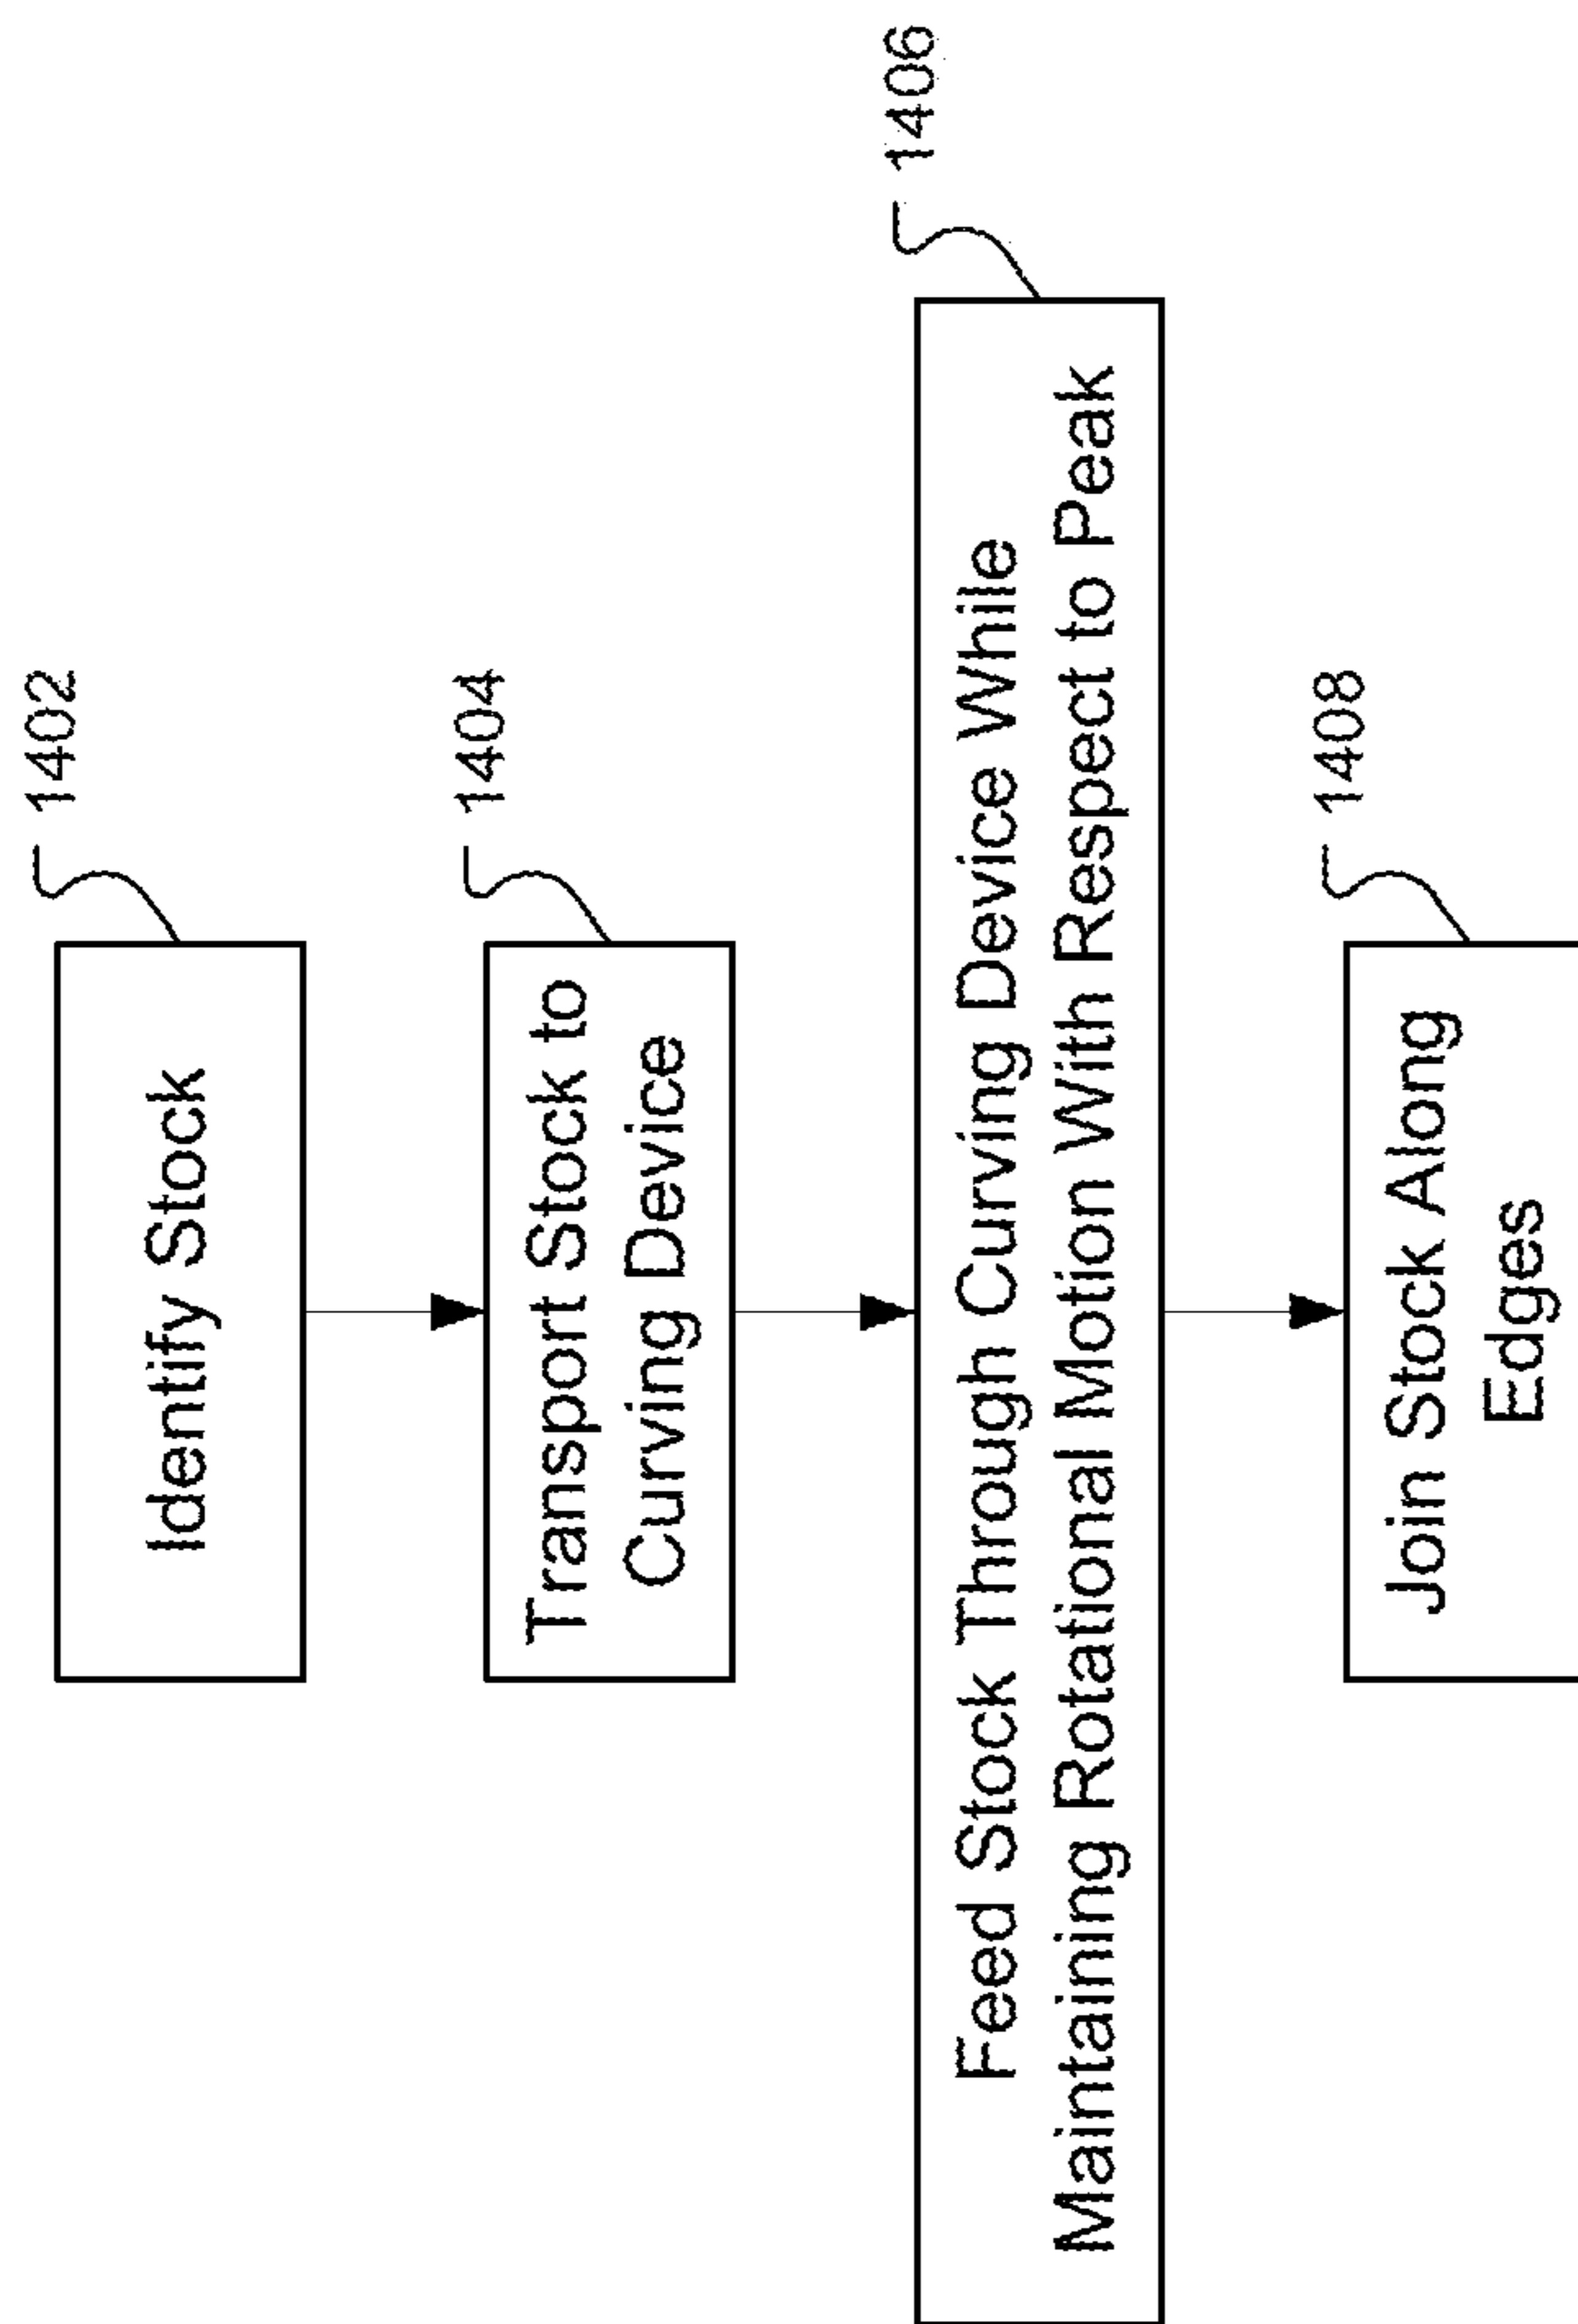 1402
Identify Stock
1404
Transport Stock to
Curving Device
1406
Feed Stock Through Curving Device While
Maintaining Rotational Motion With Respect to Peak
1408
Join Stock Along
Edges